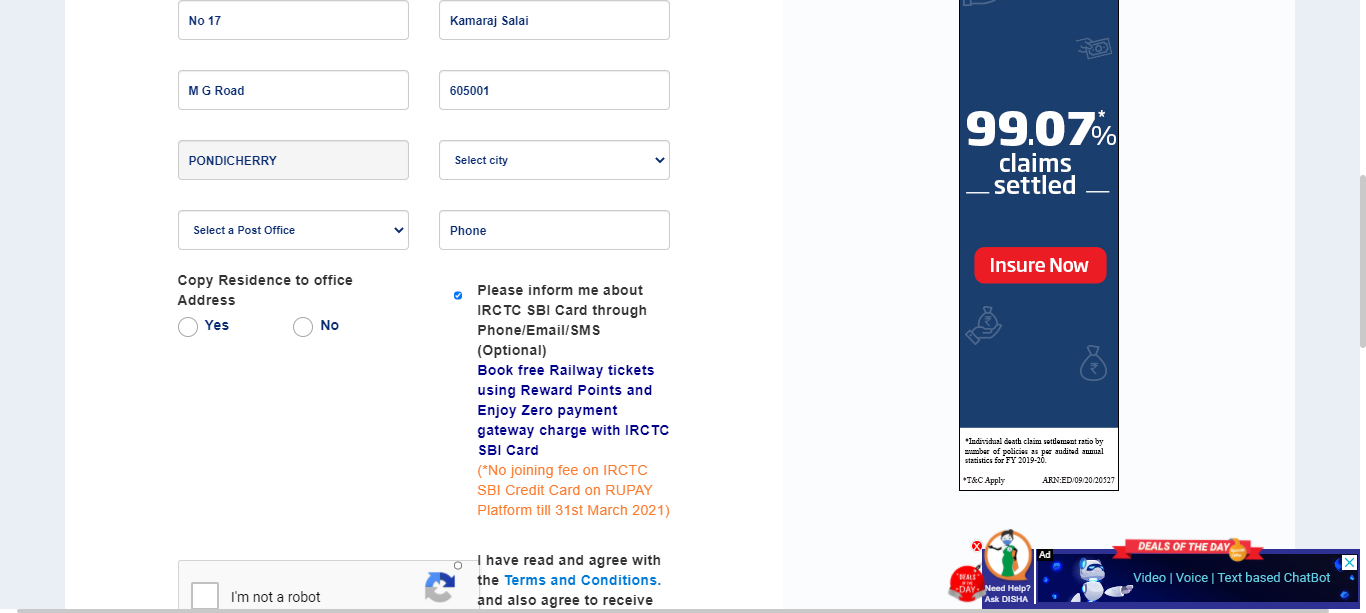 No 17
Kamaraj Salai
M G Road
605001
PONDICHERRY
Select city
Select a Post Office
Phone
Copy Residence to office
Address
Yes
No
Please inform me about
IRCTC SBI Card through
Phone/Email/SMS
(Optional)
Book free Railway tickets
using Reward Points and
Enjoy Zero payment
gateway charge with IRCTC
SBI Card
(*No joining fee on IRCTC
SBI Credit Card on RUPAY
Platform till 31st March 2021)
I'm not a robot
I have read and agree with
the Terms and Conditions.
and also agree to receive
99.07%*
claims
settled
Insure Now
*Individual death claim settlement ratio by
number of policies as per audited annual
statistics for FY 2019-20.
*T&C Apply ARN:ED/09/20/20527
DEALS OF THE DAY
Need Help?
Ask DISHA
Ad
DEALS OF THE DAY
Video | Voice | Text based ChatBot